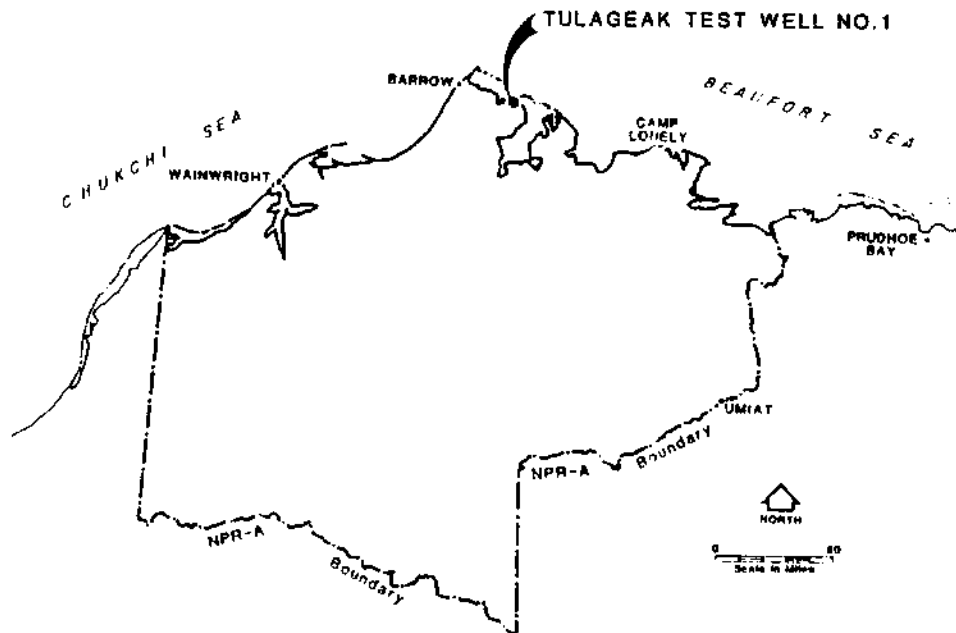 TULAGEAK TEST WELL NO.1
BARROW
BEAUFORT SEA
CHUKCHI SEA
CAMP
LONELY
WAINWRIGHT
PRUDHOE
BAY
UMIAT
NPR-A Boundary
NPR-A Boundary
NORTH
0
Scale in Miles